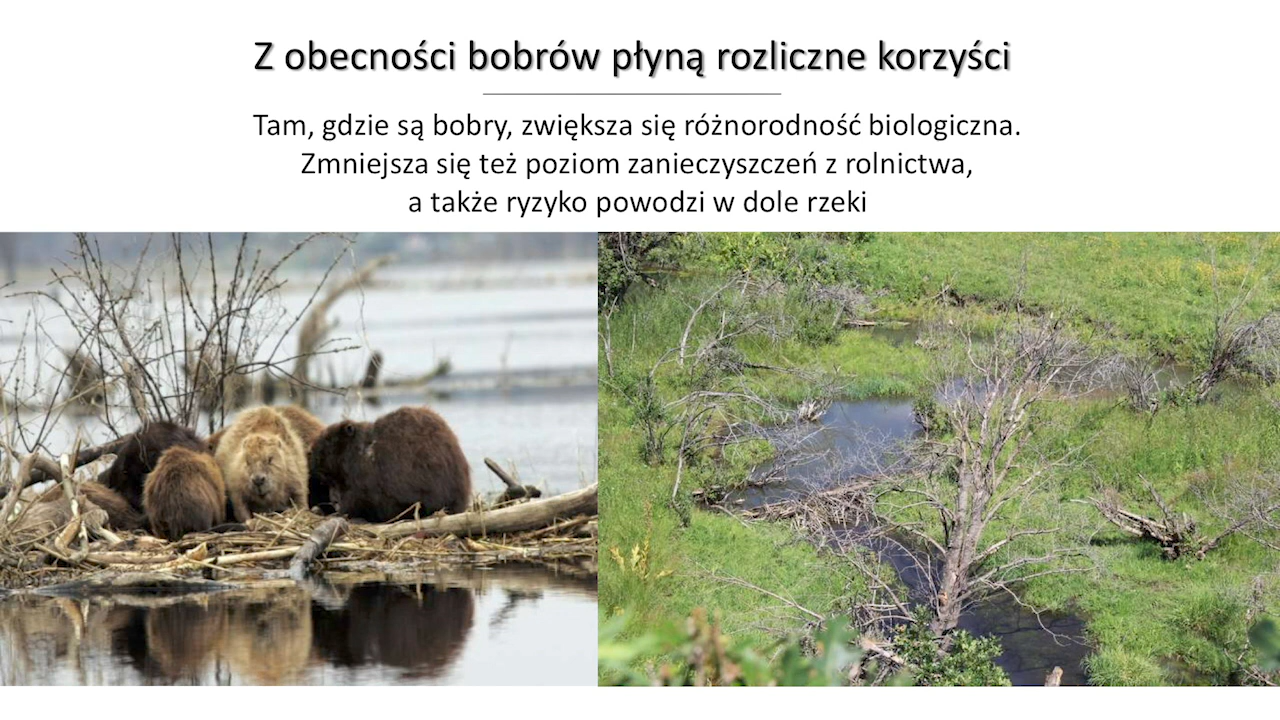 Z obecności bobrów płyną rozliczne korzyści
Tam, gdzie są bobry, zwiększa się różnorodność biologiczna.
Zmniejsza się też poziom zanieczyszczeń z rolnictwa,
a także ryzyko powodzi w dole rzeki